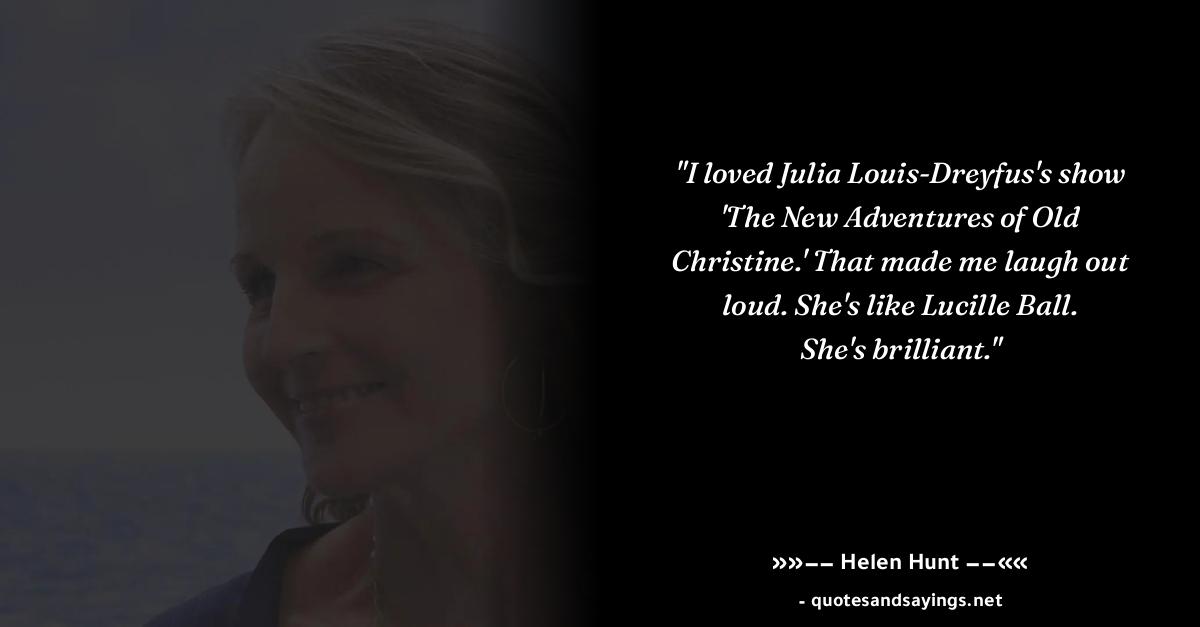 "I loved Julia Louis-Dreyfus's show
'The New Adventures of Old
Christine.' That made me laugh out
loud. She's like Lucille Ball.
She's brilliant."
»»−− Helen Hunt −−««
- quotesandsayings.net